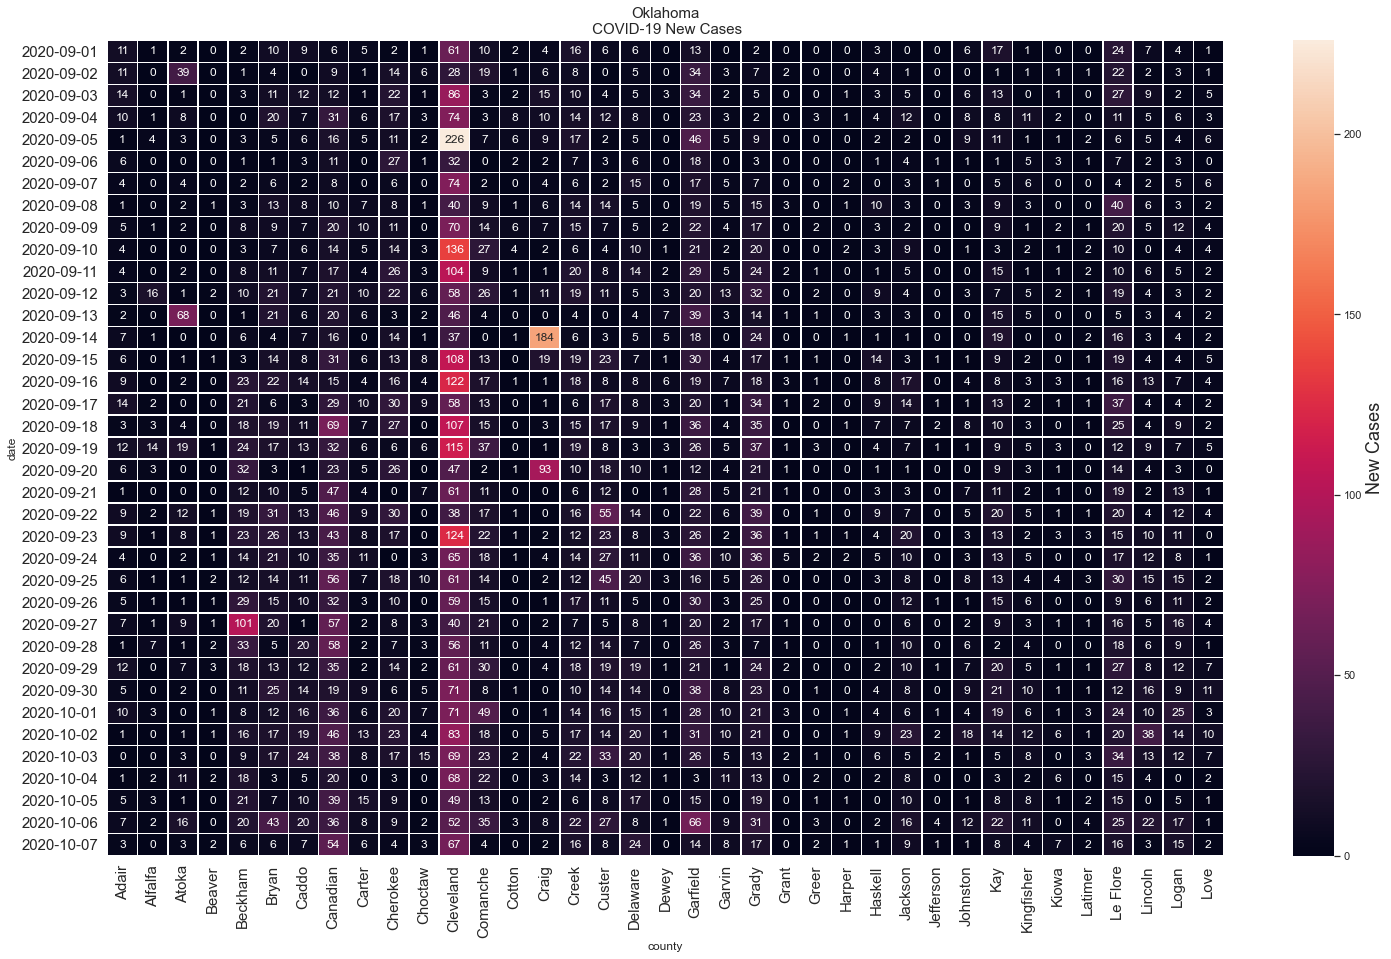 Oklahoma
COVID-19 New Cases
2020-09-01 11 1 2 0 2 10 9 6 5 2 1 61 10 2 4 16 6 6 0 13 0 2 0 0 0 3 0 0 6 17 1 0 0 24 7 4 1
2020-09-02 11 0 39 0 1 4 0 9 1 14 6 28 19 1 6 8 0 5 0 34 3 7 2 0 0 4 1 0 0 1 1 1 1 22 2 3 1
2020-09-03 14 0 1 0 3 11 12 12 1 22 1 86 3 2 15 10 4 5 3 34 2 5 0 0 1 3 5 0 6 13 0 1 0 27 9 2 5
2020-09-04 10 1 8 0 0 20 7 31 6 17 3 74 3 8 10 14 12 8 0 23 3 2 0 3 1 4 12 0 8 8 11 2 0 11 5 6 3
2020-09-05 1 4 3 0 3 5 6 16 5 11 2 226 7 6 9 17 2 5 0 46 5 9 0 0 0 2 2 0 9 11 1 1 2 6 5 4 6
2020-09-06 6 0 0 0 1 1 3 11 0 27 1 32 0 2 2 7 3 6 0 18 0 3 0 0 0 1 4 1 1 1 5 3 1 7 2 3 0
2020-09-07 4 0 4 0 2 6 2 8 0 6 0 74 2 0 4 6 2 15 0 17 5 7 0 0 2 0 3 1 0 5 6 0 0 4 2 5 6
2020-09-08 1 0 2 1 3 13 8 10 7 8 1 40 9 1 6 14 14 5 0 19 5 15 3 0 1 10 3 0 4 9 3 0 0 40 6 3 2
2020-09-09 5 1 2 0 8 9 7 20 10 11 0 70 14 6 7 15 7 5 2 22 4 17 0 2 0 3 2 0 3 9 1 2 1 20 5 12 4
2020-09-10 4 0 0 0 3 7 6 14 5 14 3 136 27 4 2 6 4 10 1 21 2 20 0 0 2 3 9 0 1 3 2 1 2 10 0 4 4
2020-09-11 4 0 2 0 8 11 7 17 4 26 3 104 9 1 1 20 8 14 2 29 5 24 2 1 0 1 5 0 0 15 1 1 2 10 6 5 2
2020-09-12 3 16 1 2 10 21 7 21 10 22 6 58 26 1 11 19 11 5 3 20 13 32 0 2 0 9 4 0 3 7 5 2 1 19 4 3 2
2020-09-13 2 0 68 0 1 21 6 20 6 3 2 46 4 0 0 4 0 4 7 39 3 14 1 1 0 3 3 0 0 15 5 0 0 5 3 4 2
2020-09-14 7 1 0 0 6 4 7 16 0 14 1 37 0 1 184 6 3 5 5 18 0 24 0 0 1 1 1 0 0 19 0 0 2 16 3 4 2
2020-09-15 6 0 1 1 3 14 8 31 6 13 8 108 13 0 19 19 23 7 1 30 4 17 1 1 0 14 3 1 1 9 2 0 1 19 4 4 5
2020-09-16 9 0 2 0 23 22 14 15 4 16 4 122 17 1 1 18 8 8 6 19 7 18 3 1 0 8 17 0 4 8 3 3 1 16 13 7 4
2020-09-17 14 2 0 0 21 6 3 29 10 30 9 58 13 0 1 6 17 8 3 20 1 34 1 2 0 9 14 1 1 13 2 1 1 37 4 4 2
2020-09-18 3 3 4 0 18 19 11 69 7 27 0 107 15 0 3 15 17 9 1 36 4 35 0 0 1 7 7 2 8 10 3 0 1 25 4 9 2
2020-09-19 12 14 19 1 24 17 13 32 6 6 6 115 37 0 1 19 8 3 3 26 5 37 1 3 0 4 7 1 1 9 5 3 0 12 9 7 5
2020-09-20 6 3 0 0 32 3 1 23 5 26 0 47 2 1 93 10 18 10 1 12 4 21 0 0 0 1 1 0 0 9 3 1 0 14 4 3 0
2020-09-21 1 0 0 0 12 10 5 47 4 0 7 61 11 0 0 6 12 0 1 28 5 21 1 0 0 3 3 0 7 11 2 1 0 19 2 13 1
2020-09-22 9 2 12 1 19 31 13 46 9 30 0 38 17 1 0 16 55 14 0 22 6 39 0 0 1 9 7 0 5 20 5 1 1 20 4 12 4
2020-09-23 9 1 8 1 23 26 13 43 8 17 0 124 22 1 2 12 23 8 3 26 2 36 1 1 1 4 20 0 3 13 2 3 3 15 10 11 0
2020-09-24 4 0 2 1 14 21 10 35 11 0 3 65 18 1 4 14 27 11 0 36 10 36 5 2 2 5 10 0 3 13 5 0 0 17 12 8 1
2020-09-25 6 1 1 2 12 14 11 56 7 18 10 61 14 0 2 12 45 20 3 16 5 26 0 0 0 3 8 0 8 13 4 4 3 30 15 15 2
2020-09-26 5 1 1 1 29 15 10 32 3 10 0 59 15 0 1 17 11 5 0 30 3 25 0 0 0 0 12 1 1 15 6 0 0 9 6 11 2
2020-09-27 7 1 9 1 101 20 1 57 2 8 3 40 21 0 2 7 5 8 1 20 2 17 1 0 0 0 6 0 2 9 3 1 1 16 5 16 4
2020-09-28 1 7 1 2 33 5 20 58 2 7 3 56 11 0 4 12 14 7 0 26 3 7 1 0 0 1 10 0 6 2 4 0 0 18 6 9 1
2020-09-29 12 0 7 3 18 13 12 35 2 14 2 61 30 0 4 18 19 19 1 21 1 24 2 0 0 2 10 1 7 20 5 1 1 27 8 12 7
2020-09-30 5 0 2 0 11 25 14 19 9 6 5 71 8 1 0 10 14 14 0 38 8 23 0 1 0 4 8 0 9 21 10 1 1 12 16 9 11
2020-10-01 10 3 0 1 8 12 16 36 6 20 7 71 49 0 1 14 16 15 1 28 10 21 3 0 1 4 6 1 4 19 6 1 3 24 10 25 3
2020-10-02 1 0 1 1 16 17 19 46 13 23 4 83 18 0 5 17 14 20 1 31 10 21 0 0 1 9 23 2 18 14 12 6 1 20 38 14 10
2020-10-03 0 0 3 0 9 17 24 38 8 17 15 69 23 2 4 22 33 20 1 26 5 13 2 1 0 6 5 2 1 5 8 0 3 34 13 12 7
2020-10-04 1 2 11 2 18 3 5 20 0 3 0 68 22 0 3 14 3 12 1 3 11 13 0 2 0 2 8 0 0 3 2 6 0 15 4 0 2
2020-10-05 5 3 1 0 21 7 10 39 15 9 0 49 13 0 2 6 8 17 0 15 0 19 0 1 1 0 10 0 1 8 8 1 2 15 0 5 1
2020-10-06 7 2 16 0 20 43 20 36 8 9 2 52 35 3 8 22 27 8 1 66 9 31 0 3 0 2 16 4 12 22 11 0 4 25 22 17 1
2020-10-07 3 0 3 2 6 6 7 54 6 4 3 67 4 0 2 16 8 24 0 14 8 17 0 2 1 1 9 1 1 8 4 7 2 16 3 15 2
Adair Alfalfa Atoka Beaver Beckham Bryan Caddo Canadian Carter Cherokee Choctaw Cleveland Comanche Cotton Craig Creek Custer Delaware Dewey Garfield Garvin Grady Grant Greer Harper Haskell Jackson Jefferson Johnston Kay Kingfisher Kiowa Latimer Le Flore Lincoln Logan Love
county
date
200
150
100
50
0
New Cases